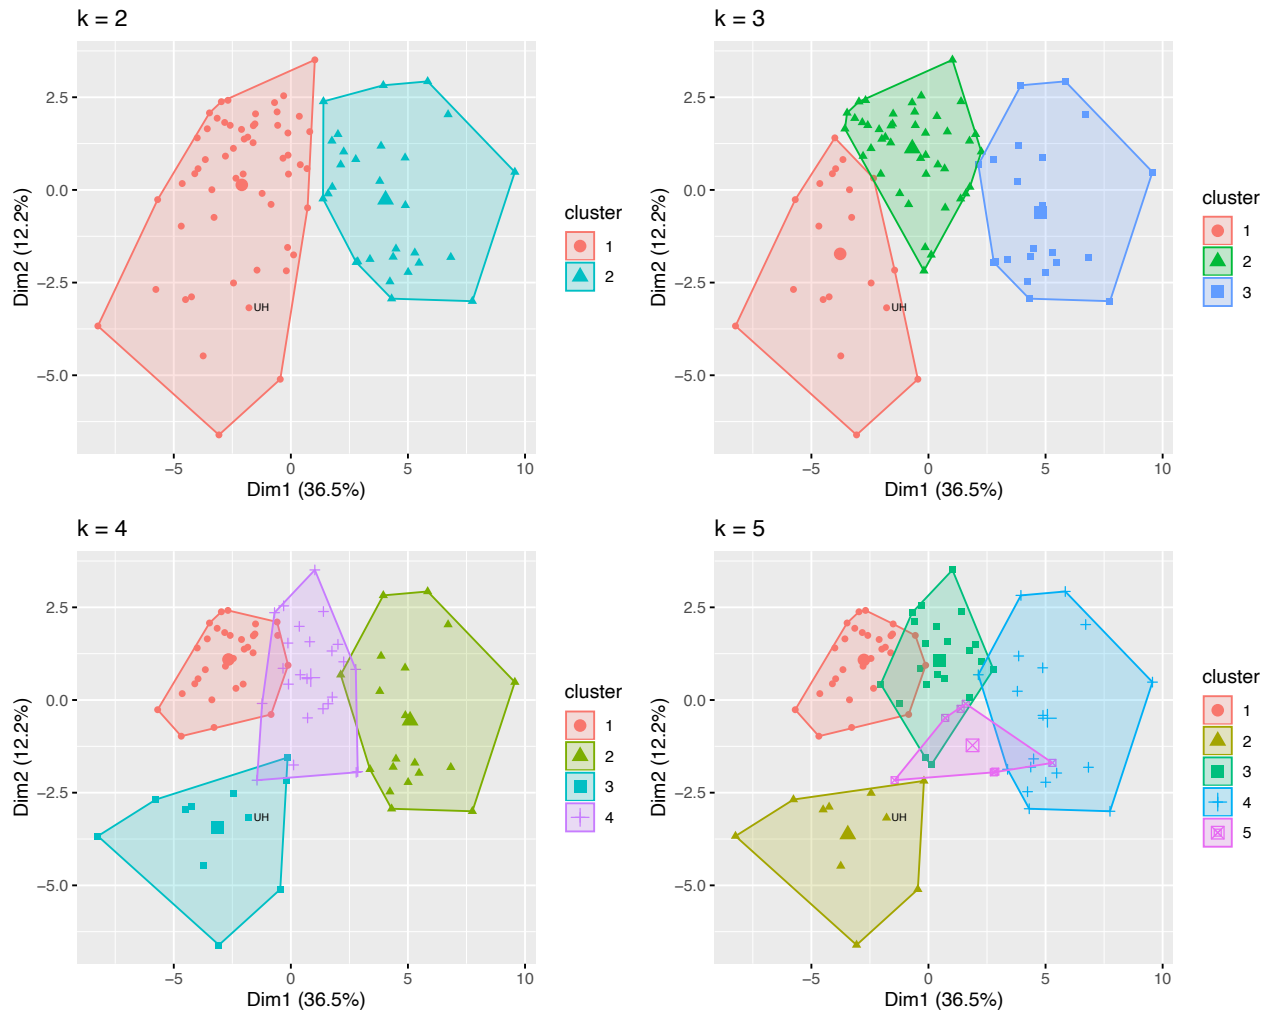 k = 2
2.5
0.0
−2.5
−5.0
Dim2 (12.2%)
UH
−5
0
5
10
Dim1 (36.5%)
cluster
1
2
k = 3
2.5
0.0
−2.5
−5.0
Dim2 (12.2%)
UH
−5
0
5
10
Dim1 (36.5%)
cluster
1
2
3
k = 4
2.5
0.0
−2.5
−5.0
Dim2 (12.2%)
UH
−5
0
5
10
Dim1 (36.5%)
cluster
1
2
3
4
k = 5
2.5
0.0
−2.5
−5.0
Dim2 (12.2%)
UH
−5
0
5
10
Dim1 (36.5%)
cluster
1
2
3
4
5